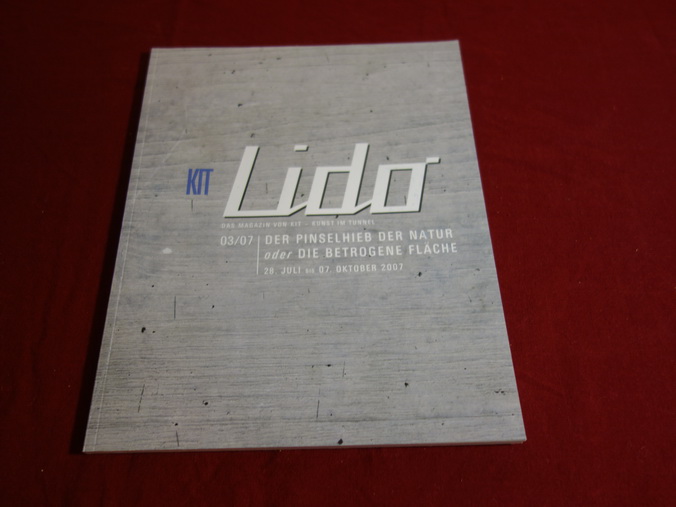 KIT Lido
DAS MAGAZIN VON KIT – KUNST IM TUNNEL
03/07
DER PINSELHIEB DER NATUR
oder DIE BETROGENE FLÄCHE
28. JULI BIS 07. OKTOBER 2007